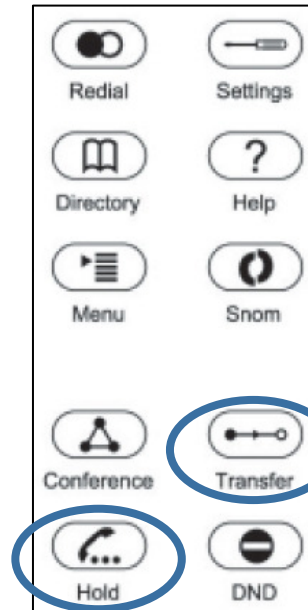 Redial Settings
Directory Help
?
Menu Snom
Conference Transfer
Hold DND